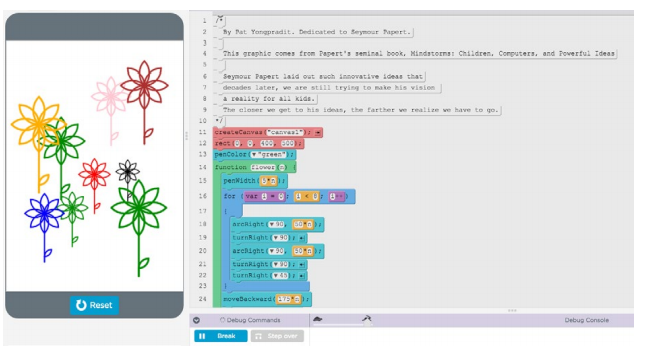 1 /*
2 By Pat Yongpradit. Dedicated to Seymour Papert.
3
4 This graphic comes from Papert's seminal book, Mindstorms: Children, Computers, and Powerful Ideas
5
6 Seymour Papert laid out such innovative ideas that
7 decades later, we are still trying to make his vision
8 a reality for all kids.
9 The closer we get to his ideas, the farther we realize we have to go.
10 */
11 createCanvas("canvas1");
12 rect(0, 0, 400, 500);
13 penColor("green");
14 function flower(n) {
15 penWidth(5*n);
16 for (var i = 0; i < 8; i++)
17 {
18 arcRight(90, 50*n);
19 turnRight(90);
20 arcRight(90, 50*n);
21 turnRight(90);
22 turnRight(45);
23 }
24 moveBackward(175*n);
Reset
Debug Commands
Debug Console
Break
Step over